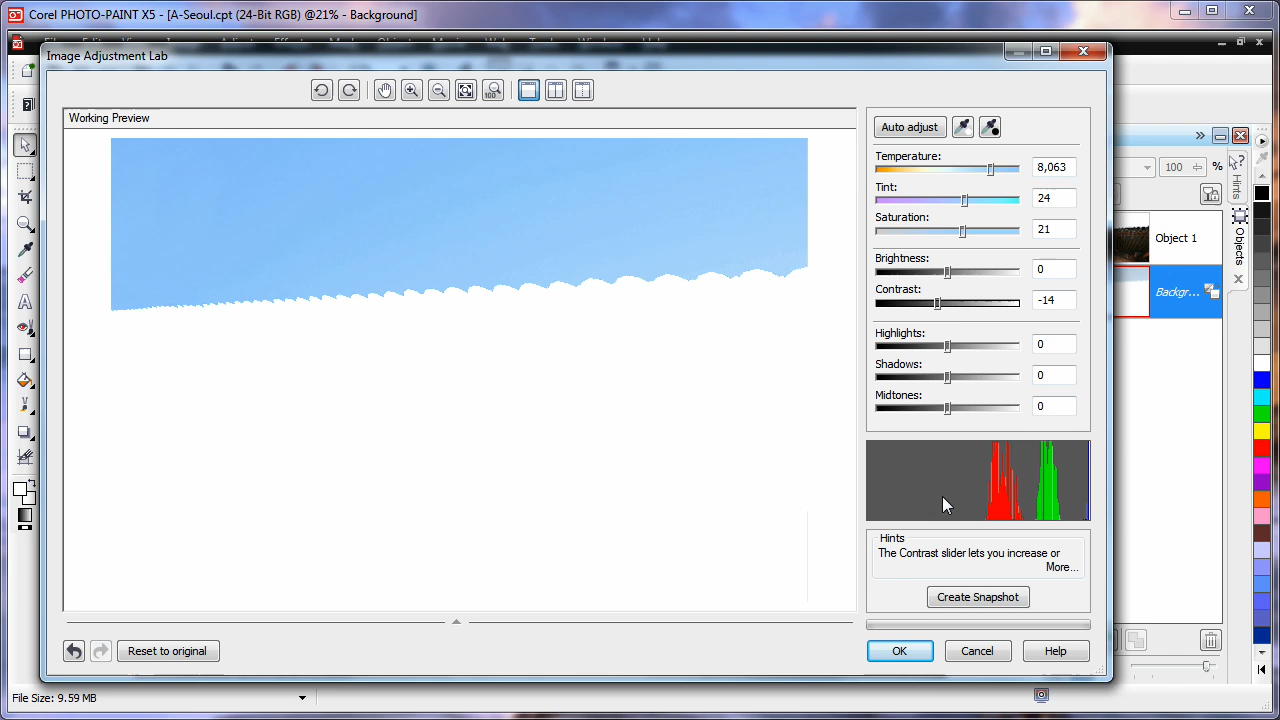 Corel PHOTO-PAINT X5 - [A-Seoul.cpt (24-Bit RGB) @21% - Background]
Image Adjustment Lab
100
Working Preview
Auto adjust
Temperature:
8,063
Tint:
24
Saturation:
21
Brightness:
0
Contrast:
-14
Highlights:
0
Shadows:
0
Midtones:
0
Hints
The Contrast slider lets you increase or
More...
Create Snapshot
Reset to original
OK
Cancel
Help
100
%
Hints
Objects
Object 1
Backgr...
File Size: 9.59 MB